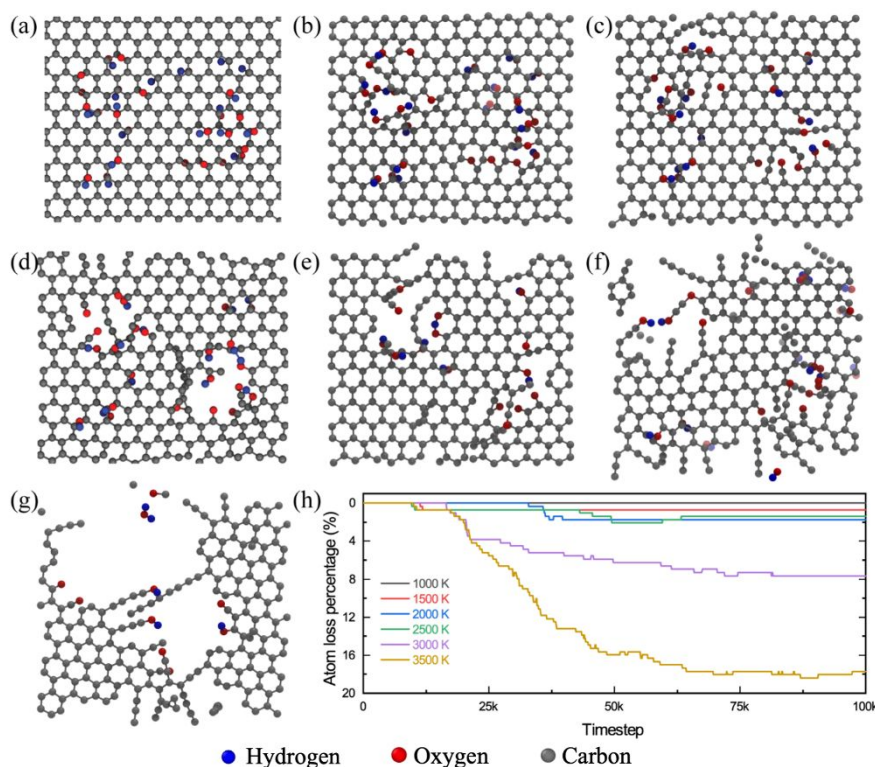 (a)
(b)
(c)
(d)
(e)
(f)
(g)
(h)
0
4
8
12
16
20
Atom loss percentage (%)
1000 K
1500 K
2000 K
2500 K
3000 K
3500 K
0
25k
50k
75k
100k
Timestep
Hydrogen
Oxygen
Carbon